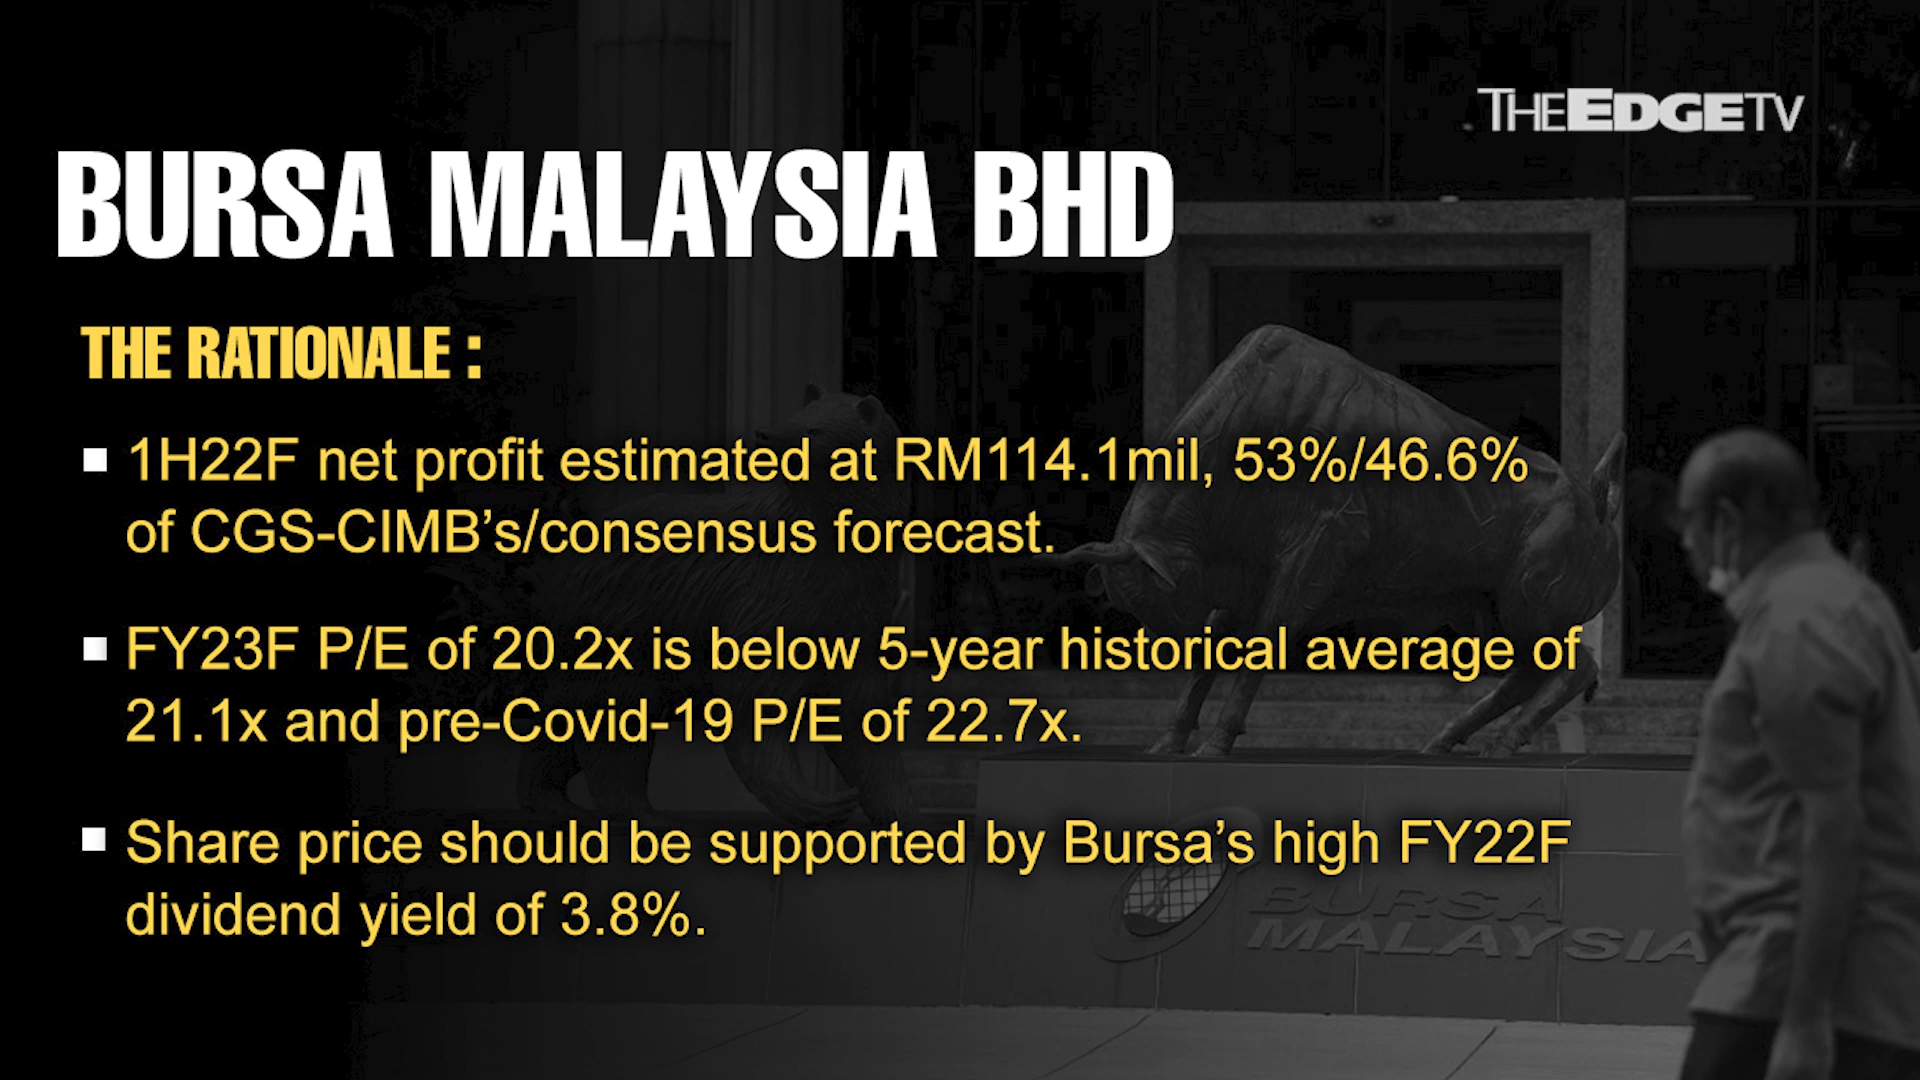 THEEDGETV
BURSA MALAYSIA BHD
THE RATIONALE :
1H22F net profit estimated at RM114.1mil, 53%/46.6%
of CGS-CIMB’s/consensus forecast.
FY23F P/E of 20.2x is below 5-year historical average of
21.1x and pre-Covid-19 P/E of 22.7x.
Share price should be supported by Bursa’s high FY22F
dividend yield of 3.8%.
BURSA
MALAYSIA